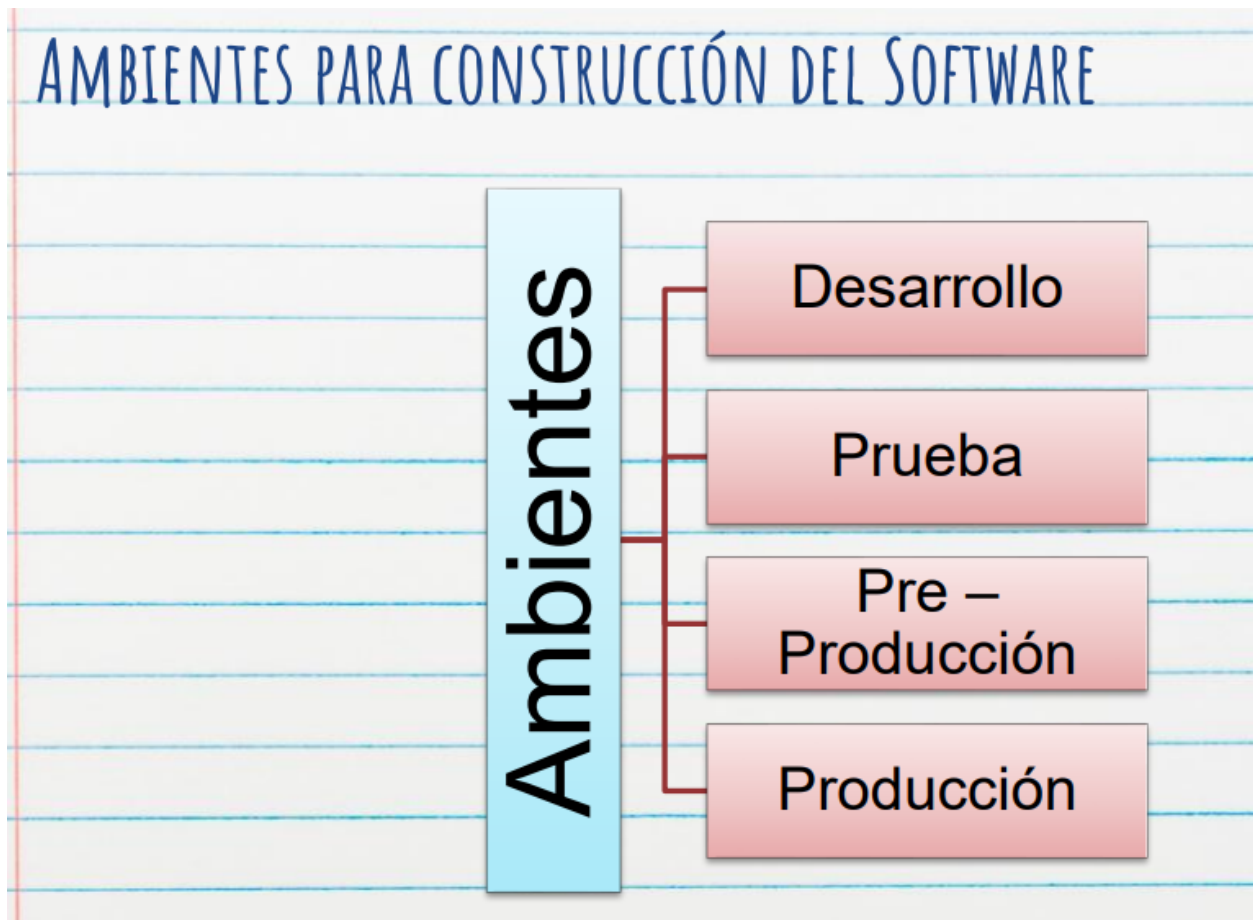 AMBIENTES PARA CONSTRUCCIÓN DEL SOFTWARE
Ambientes
Desarrollo
Prueba
Pre –
Producción
Producción